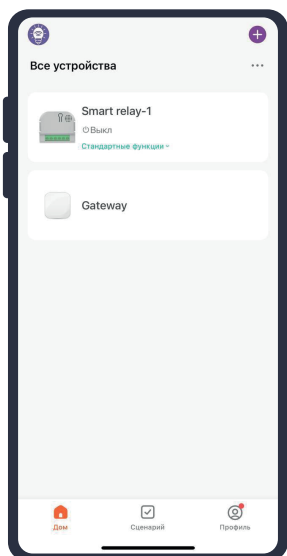 Все устройства
Smart relay-1
Выкл
Стандартные функции
Gateway
Дом
Сценарий
Профиль